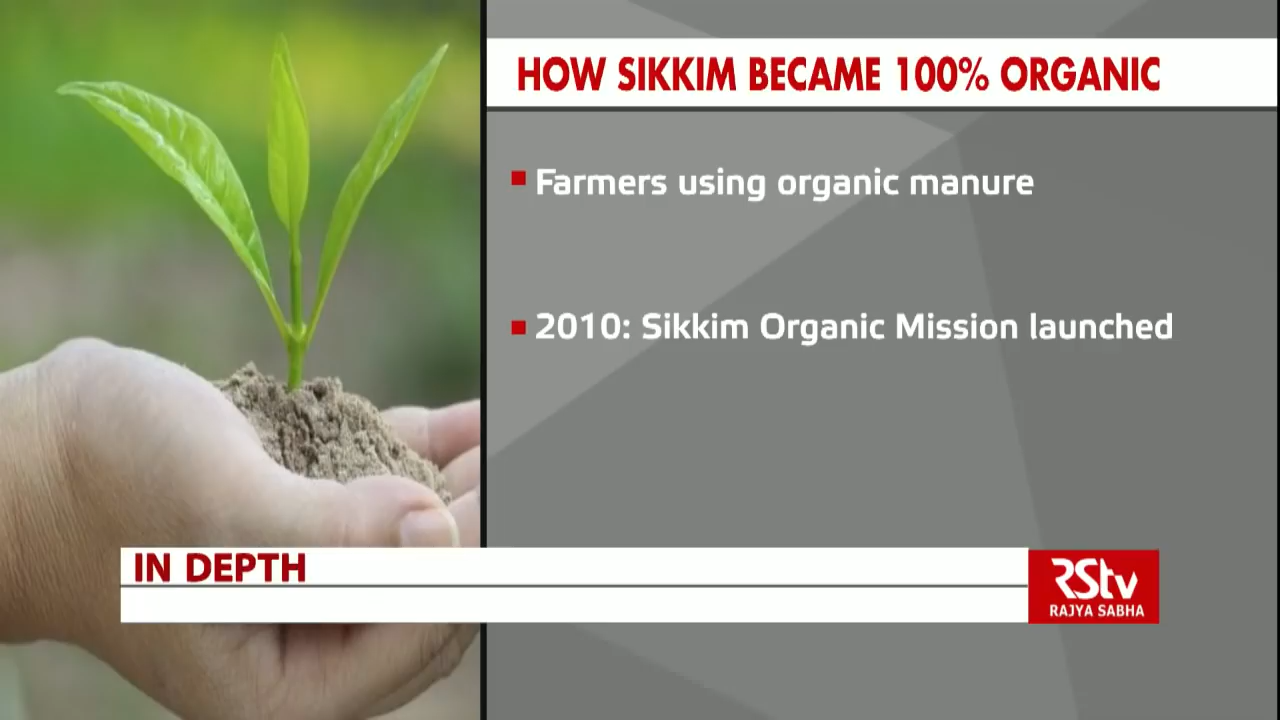 HOW SIKKIM BECAME 100% ORGANIC
Farmers using organic manure
2010: Sikkim Organic Mission launched
IN DEPTH
RStv
RAJYA SABHA